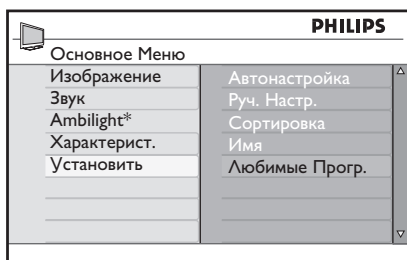 PHILIPS
Основное Меню
Изображение
Звук
Ambilight*
Характерист.
Установить
Автонастройка
Руч. Настр.
Сортировка
Имя
Любимые Прогр.